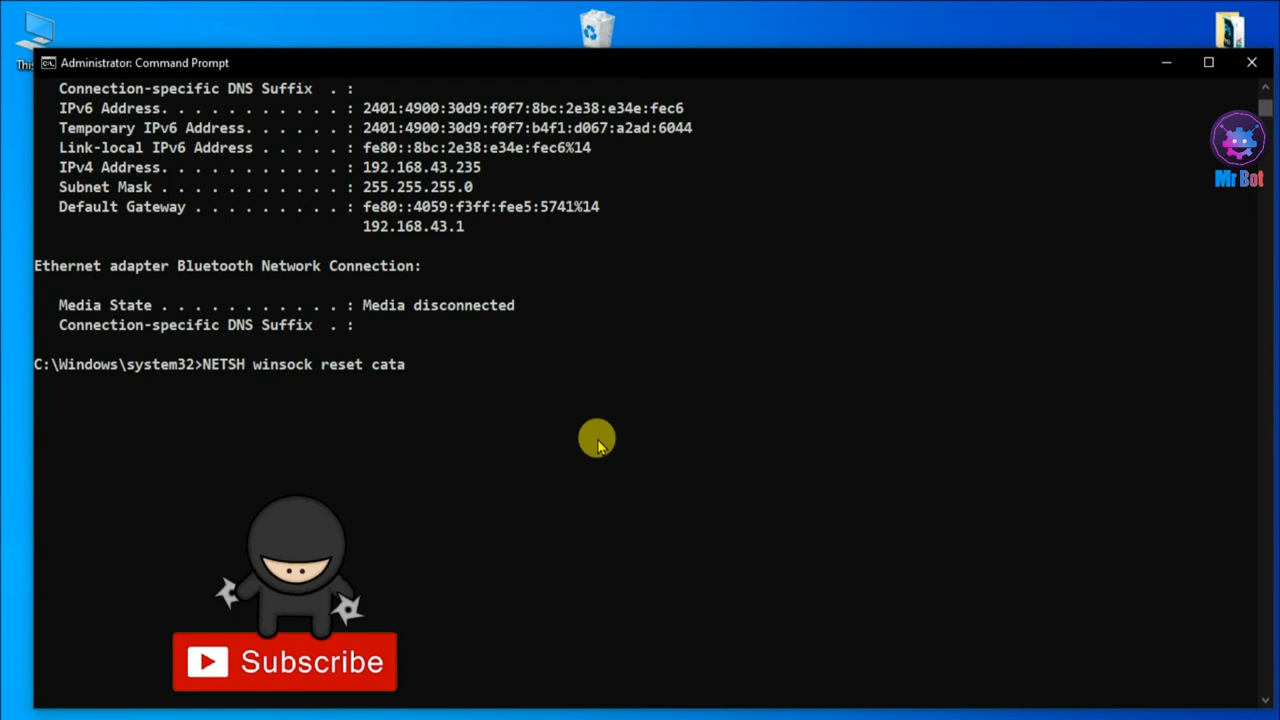 This
Administrator: Command Prompt
Connection-specific DNS Suffix . :
IPv6 Address. . . . . . . . . . . : 2401:4900:30d9:f0f7:8bc:2e38:e34e:fec6
Temporary IPv6 Address. . . . . . : 2401:4900:30d9:f0f7:b4f1:d067:a2ad:6044
Link-local IPv6 Address . . . . . : fe80::8bc:2e38:e34e:fec6%14
IPv4 Address. . . . . . . . . . . : 192.168.43.235
Subnet Mask . . . . . . . . . . . : 255.255.255.0
Default Gateway . . . . . . . . . : fe80::4059:f3ff:fee5:5741%14
192.168.43.1
Mr Bot
Ethernet adapter Bluetooth Network Connection:
Media State . . . . . . . . . . . : Media disconnected
Connection-specific DNS Suffix . :
C:\Windows\system32>NETSH winsock reset cata
Subscribe